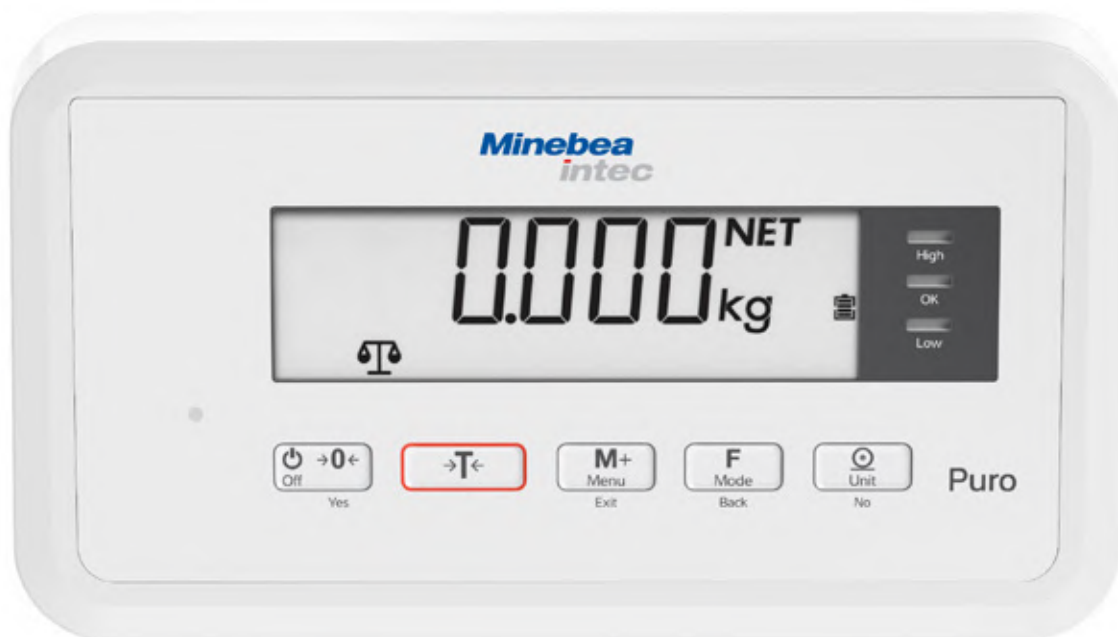 Minebea
intec
0.000 NET
kg
High
OK
Low
Off →0← Yes
→T←
M+ Menu Exit
F Mode Back
Unit No
Puro